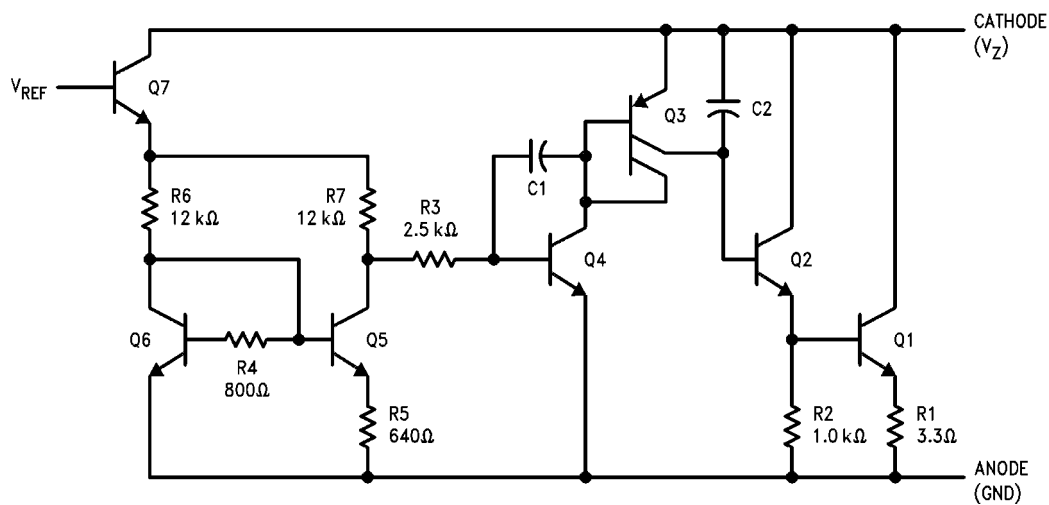 CATHODE
(VZ)
VREF
Q7
Q3
C2
C1
R6
12 kΩ
R7
12 kΩ
R3
2.5 kΩ
Q4
Q2
Q6
R4
800Ω
Q5
Q1
R5
640Ω
R2
1.0 kΩ
R1
3.3Ω
ANODE
(GND)